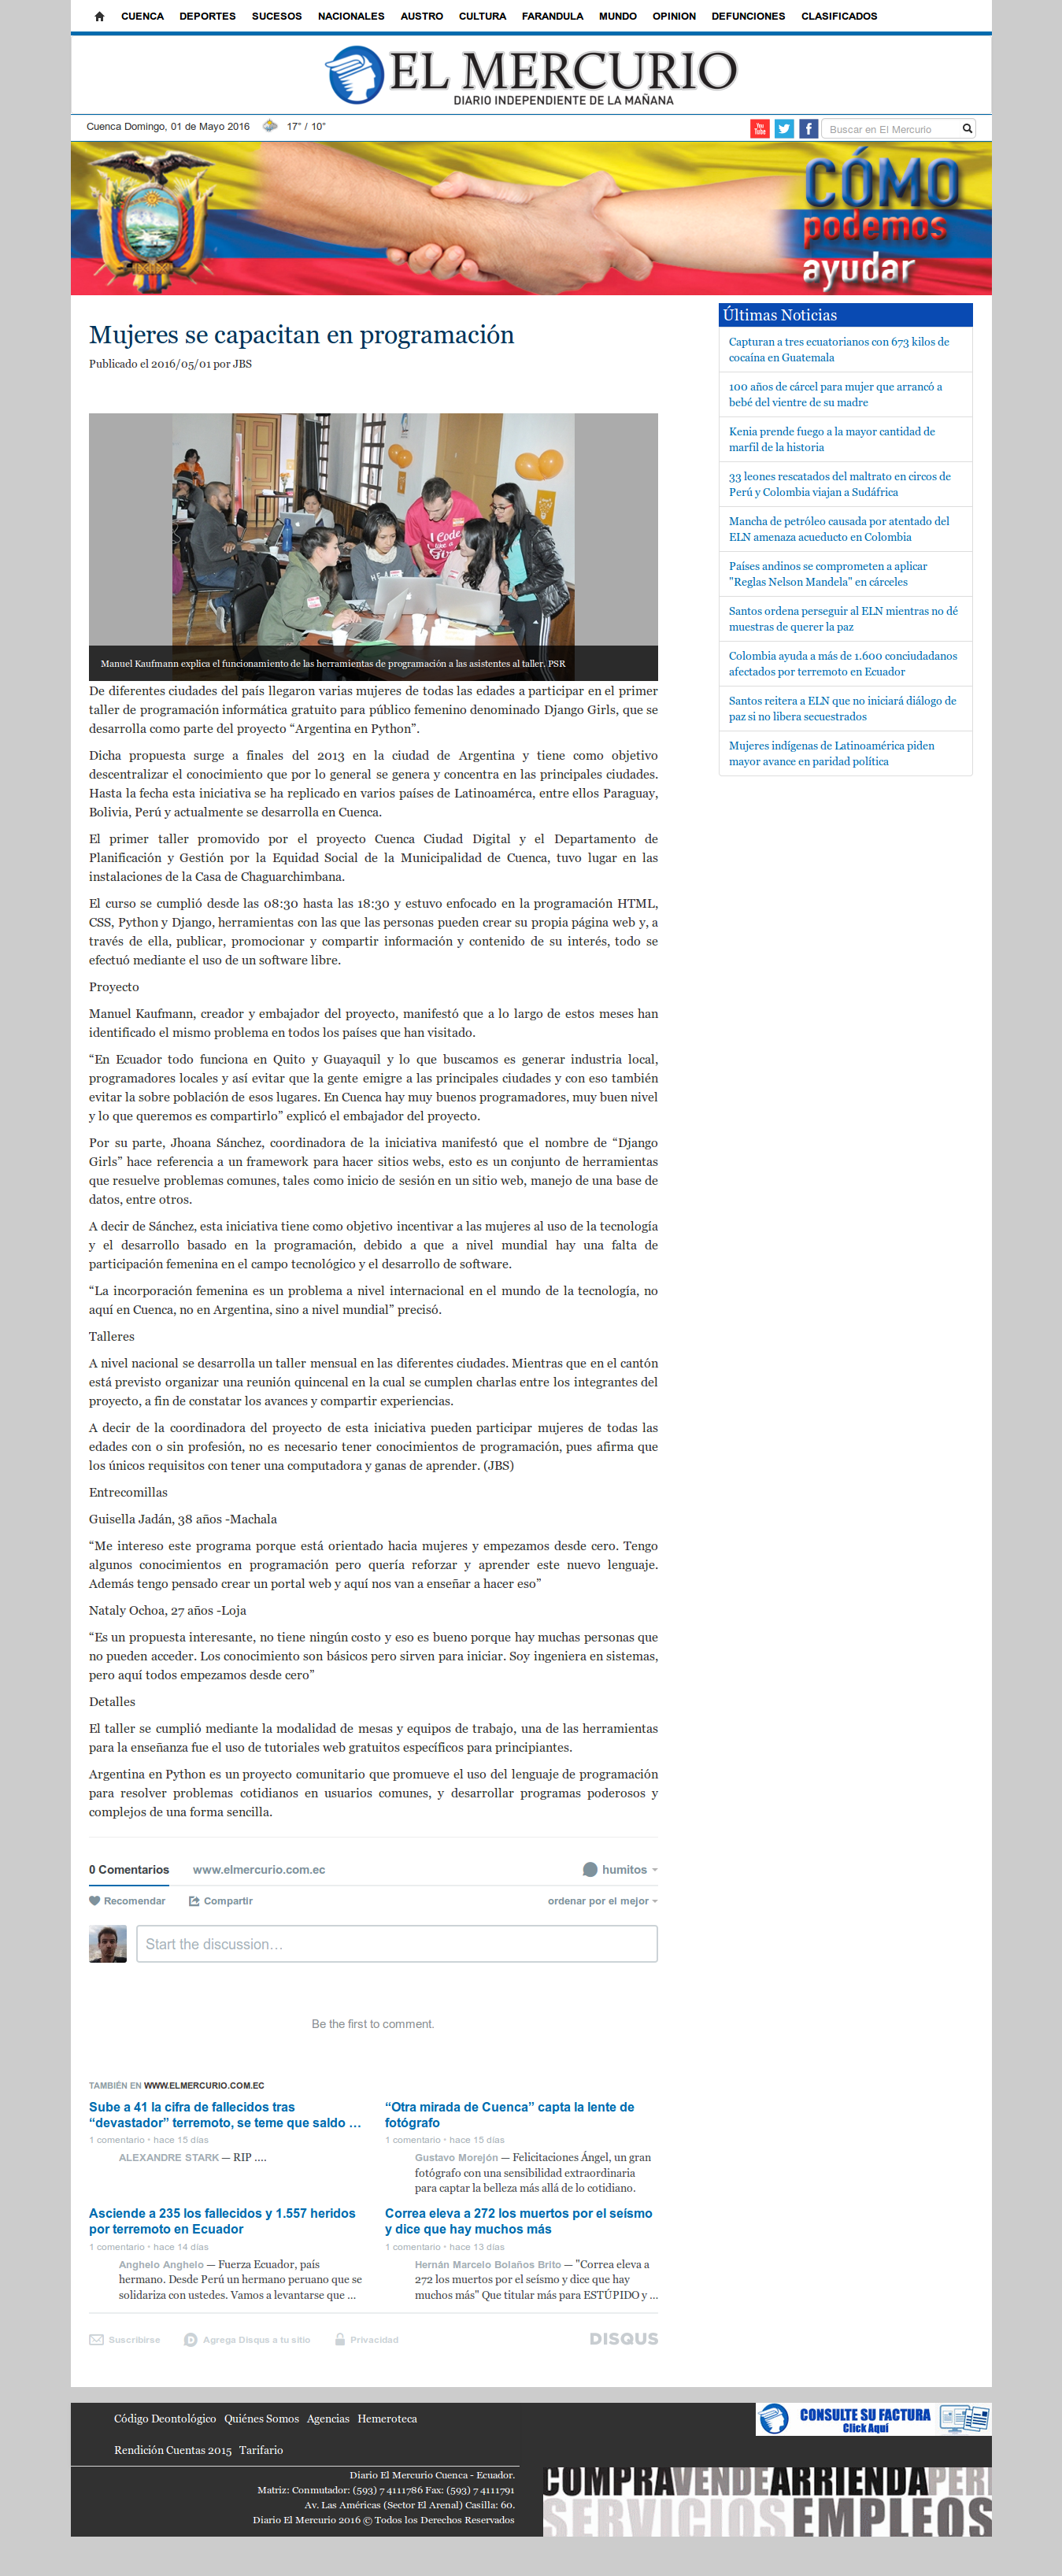 CUENCA DEPORTES SUCESOS NACIONALES AUSTRO CULTURA FARANDULA MUNDO OPINION DEFUNCIONES CLASIFICADOS
EL MERCURIO
DIARIO INDEPENDIENTE DE LA MAÑANA
Cuenca Domingo, 01 de Mayo 2016 17° / 10°
You Tube
Buscar en El Mercurio
CÓMO
podemos
ayudar
Mujeres se capacitan en programación
Publicado el 2016/05/01 por JBS
I Code
like a
Girl
Manuel Kaufmann explica el funcionamiento de las herramientas de programación a las asistentes al taller. PSR
De diferentes ciudades del país llegaron varias mujeres de todas las edades a participar en el primer
taller de programación informática gratuito para público femenino denominado Django Girls, que se
desarrolla como parte del proyecto “Argentina en Python”.
Dicha propuesta surge a finales del 2013 en la ciudad de Argentina y tiene como objetivo
descentralizar el conocimiento que por lo general se genera y concentra en las principales ciudades.
Hasta la fecha esta iniciativa se ha replicado en varios países de Latinoamérca, entre ellos Paraguay,
Bolivia, Perú y actualmente se desarrolla en Cuenca.
El primer taller promovido por el proyecto Cuenca Ciudad Digital y el Departamento de
Planificación y Gestión por la Equidad Social de la Municipalidad de Cuenca, tuvo lugar en las
instalaciones de la Casa de Chaguarchimbana.
El curso se cumplió desde las 08:30 hasta las 18:30 y estuvo enfocado en la programación HTML,
CSS, Python y Django, herramientas con las que las personas pueden crear su propia página web y, a
través de ella, publicar, promocionar y compartir información y contenido de su interés, todo se
efectuó mediante el uso de un software libre.
Proyecto
Manuel Kaufmann, creador y embajador del proyecto, manifestó que a lo largo de estos meses han
identificado el mismo problema en todos los países que han visitado.
“En Ecuador todo funciona en Quito y Guayaquil y lo que buscamos es generar industria local,
programadores locales y así evitar que la gente emigre a las principales ciudades y con eso también
evitar la sobre población de esos lugares. En Cuenca hay muy buenos programadores, muy buen nivel
y lo que queremos es compartirlo” explicó el embajador del proyecto.
Por su parte, Jhoana Sánchez, coordinadora de la iniciativa manifestó que el nombre de “Django
Girls” hace referencia a un framework para hacer sitios webs, esto es un conjunto de herramientas
que resuelve problemas comunes, tales como inicio de sesión en un sitio web, manejo de una base de
datos, entre otros.
A decir de Sánchez, esta iniciativa tiene como objetivo incentivar a las mujeres al uso de la tecnología
y el desarrollo basado en la programación, debido a que a nivel mundial hay una falta de
participación femenina en el campo tecnológico y el desarrollo de software.
“La incorporación femenina es un problema a nivel internacional en el mundo de la tecnología, no
aquí en Cuenca, no en Argentina, sino a nivel mundial” precisó.
Talleres
A nivel nacional se desarrolla un taller mensual en las diferentes ciudades. Mientras que en el cantón
está previsto organizar una reunión quincenal en la cual se cumplen charlas entre los integrantes del
proyecto, a fin de constatar los avances y compartir experiencias.
A decir de la coordinadora del proyecto de esta iniciativa pueden participar mujeres de todas las
edades con o sin profesión, no es necesario tener conocimientos de programación, pues afirma que
los únicos requisitos con tener una computadora y ganas de aprender. (JBS)
Entrecomillas
Guisella Jadán, 38 años -Machala
“Me intereso este programa porque está orientado hacia mujeres y empezamos desde cero. Tengo
algunos conocimientos en programación pero quería reforzar y aprender este nuevo lenguaje.
Además tengo pensado crear un portal web y aquí nos van a enseñar a hacer eso”
Nataly Ochoa, 27 años -Loja
“Es un propuesta interesante, no tiene ningún costo y eso es bueno porque hay muchas personas que
no pueden acceder. Los conocimiento son básicos pero sirven para iniciar. Soy ingeniera en sistemas,
pero aquí todos empezamos desde cero”
Detalles
El taller se cumplió mediante la modalidad de mesas y equipos de trabajo, una de las herramientas
para la enseñanza fue el uso de tutoriales web gratuitos específicos para principiantes.
Argentina en Python es un proyecto comunitario que promueve el uso del lenguaje de programación
para resolver problemas cotidianos en usuarios comunes, y desarrollar programas poderosos y
complejos de una forma sencilla.
Últimas Noticias
Capturan a tres ecuatorianos con 673 kilos de
cocaína en Guatemala
100 años de cárcel para mujer que arrancó a
bebé del vientre de su madre
Kenia prende fuego a la mayor cantidad de
marfil de la historia
33 leones rescatados del maltrato en circos de
Perú y Colombia viajan a Sudáfrica
Mancha de petróleo causada por atentado del
ELN amenaza acueducto en Colombia
Países andinos se comprometen a aplicar
"Reglas Nelson Mandela" en cárceles
Santos ordena perseguir al ELN mientras no dé
muestras de querer la paz
Colombia ayuda a más de 1.600 conciudadanos
afectados por terremoto en Ecuador
Santos reitera a ELN que no iniciará diálogo de
paz si no libera secuestrados
Mujeres indígenas de Latinoamérica piden
mayor avance en paridad política
0 Comentarios www.elmercurio.com.ec humitos
Recomendar Compartir ordenar por el mejor
Start the discussion…
Be the first to comment.
TAMBIÉN EN WWW.ELMERCURIO.COM.EC
Sube a 41 la cifra de fallecidos tras
“devastador” terremoto, se teme que saldo …
1 comentario • hace 15 días
ALEXANDRE STARK — RIP ....
“Otra mirada de Cuenca” capta la lente de
fotógrafo
1 comentario • hace 15 días
Gustavo Morejón — Felicitaciones Ángel, un gran
fotógrafo con una sensibilidad extraordinaria
para captar la belleza más allá de lo cotidiano.
Asciende a 235 los fallecidos y 1.557 heridos
por terremoto en Ecuador
1 comentario • hace 14 días
Anghelo Anghelo — Fuerza Ecuador, país
hermano. Desde Perú un hermano peruano que se
solidariza con ustedes. Vamos a levantarse que …
Correa eleva a 272 los muertos por el seísmo
y dice que hay muchos más
1 comentario • hace 13 días
Hernán Marcelo Bolaños Brito — "Correa eleva a
272 los muertos por el seísmo y dice que hay
muchos más" Que titular más para ESTÚPIDO y …
Suscribirse Agrega Disqus a tu sitio Privacidad DISQUS
Código Deontológico Quiénes Somos Agencias Hemeroteca
Rendición Cuentas 2015 Tarifario
CONSULTE SU FACTURA
Click Aquí
Diario El Mercurio Cuenca - Ecuador.
Matriz: Conmutador: (593) 7 4111786 Fax: (593) 7 4111791
Av. Las Américas (Sector El Arenal) Casilla: 60.
Diario El Mercurio 2016 © Todos los Derechos Reservados
COMPRAVENDEARRIENDAPER
SERVICIOSEMPLEOS